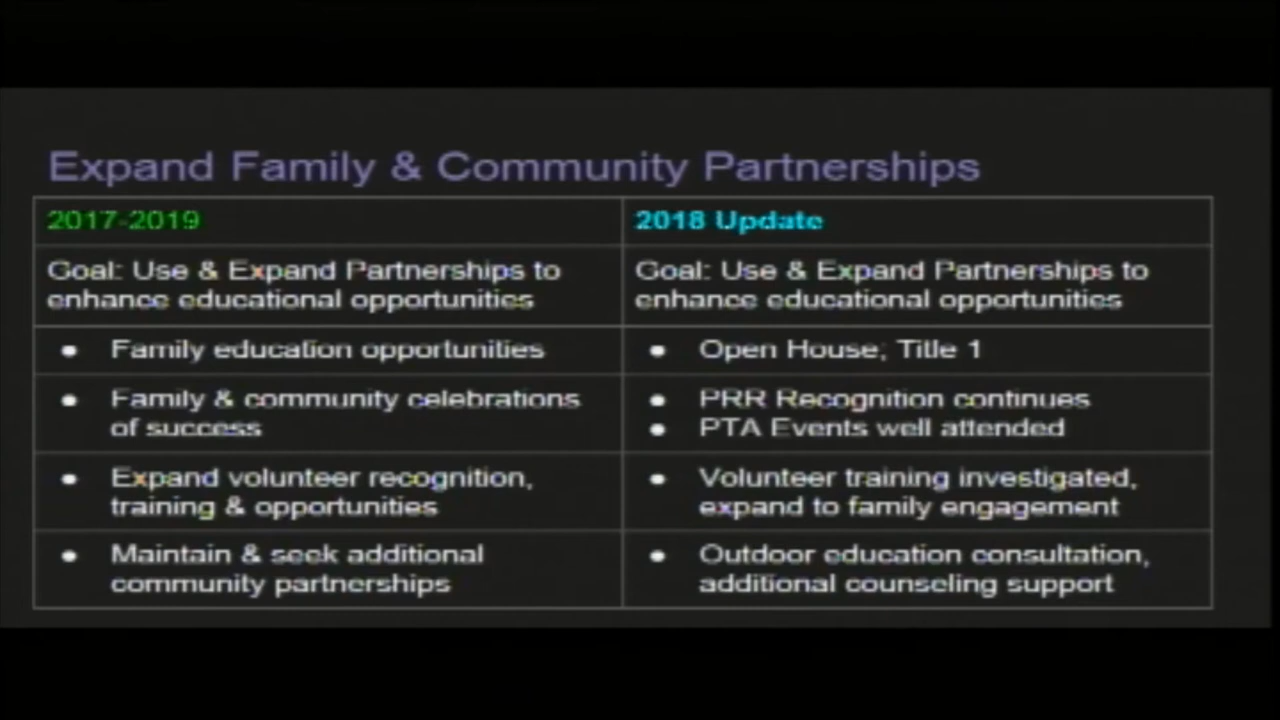 Expand Family & Community Partnerships
2017-2019
2018 Update
Goal: Use & Expand Partnerships to
enhance educational opportunities
Goal: Use & Expand Partnerships to
enhance educational opportunities
● Family education opportunities
● Open House; Title 1
● Family & community celebrations
of success
● PRR Recognition continues
● PTA Events well attended
● Expand volunteer recognition,
training & opportunities
● Volunteer training investigated,
expand to family engagement
● Maintain & seek additional
community partnerships
● Outdoor education consultation,
additional counseling support